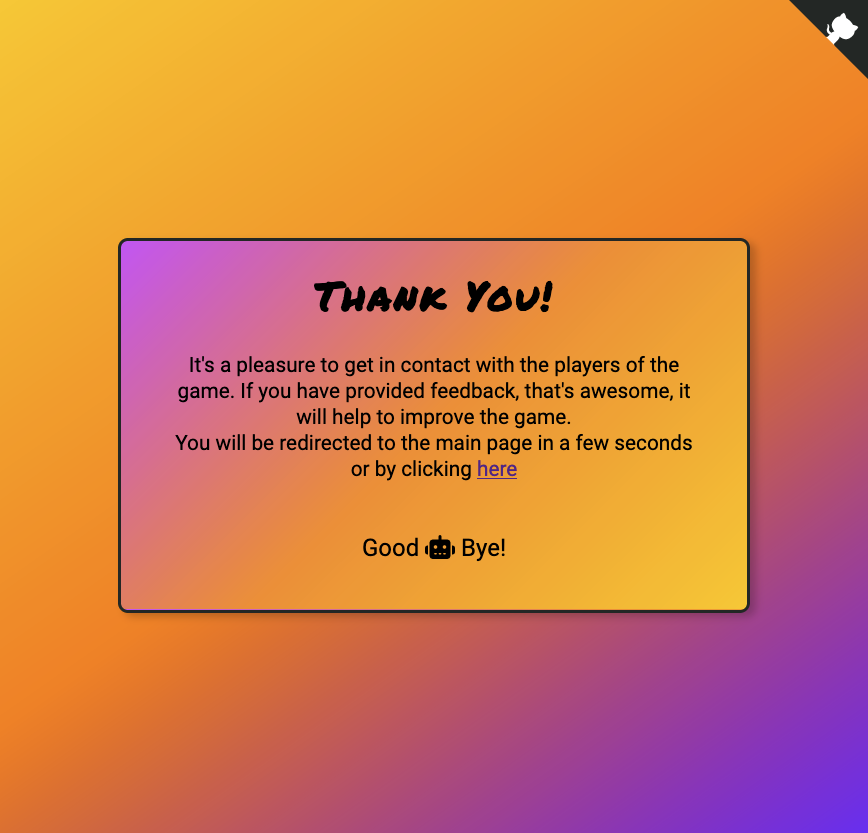 Thank You!
It's a pleasure to get in contact with the players of the
game. If you have provided feedback, that's awesome, it
will help to improve the game.
You will be redirected to the main page in a few seconds
or by clicking here
Good Bye!